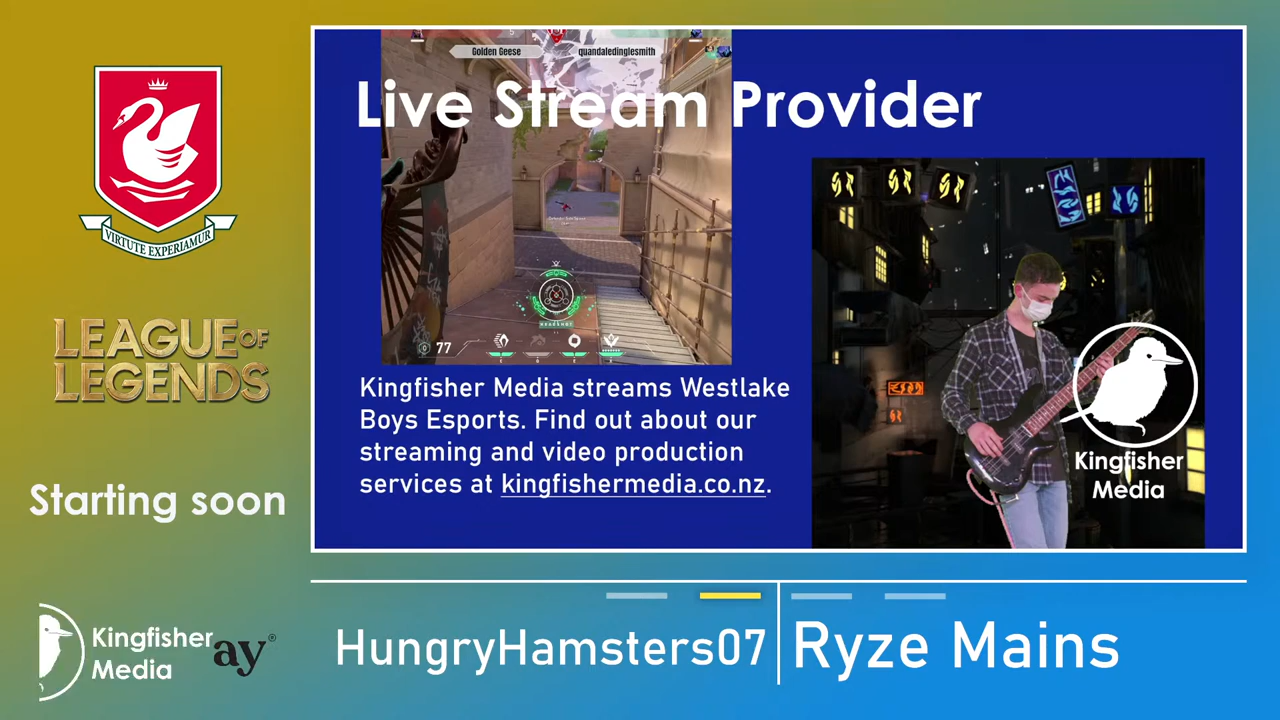 Golden Geese
quandaledinglesmith
Live Stream Provider
VIRTUTE EXPERIAMUR
LEAGUE OF
LEGENDS
77
Kingfisher Media streams Westlake
Boys Esports. Find out about our
streaming and video production
services at kingfishermedia.co.nz.
Kingfisher
Media
Starting soon
Kingfisher
Media
ay
HungryHamsters07
Ryze Mains